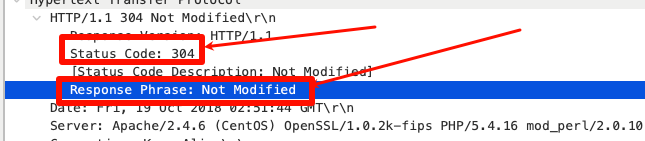 Hypertext Transfer Protocol
HTTP/1.1 304 Not Modified\r\n
Response Version: HTTP/1.1
Status Code: 304
[Status Code Description: Not Modified]
Response Phrase: Not Modified
Date: Fri, 19 Oct 2018 02:51:44 GMT\r\n
Server: Apache/2.4.6 (CentOS) OpenSSL/1.0.2k-fips PHP/5.4.16 mod_perl/2.0.10